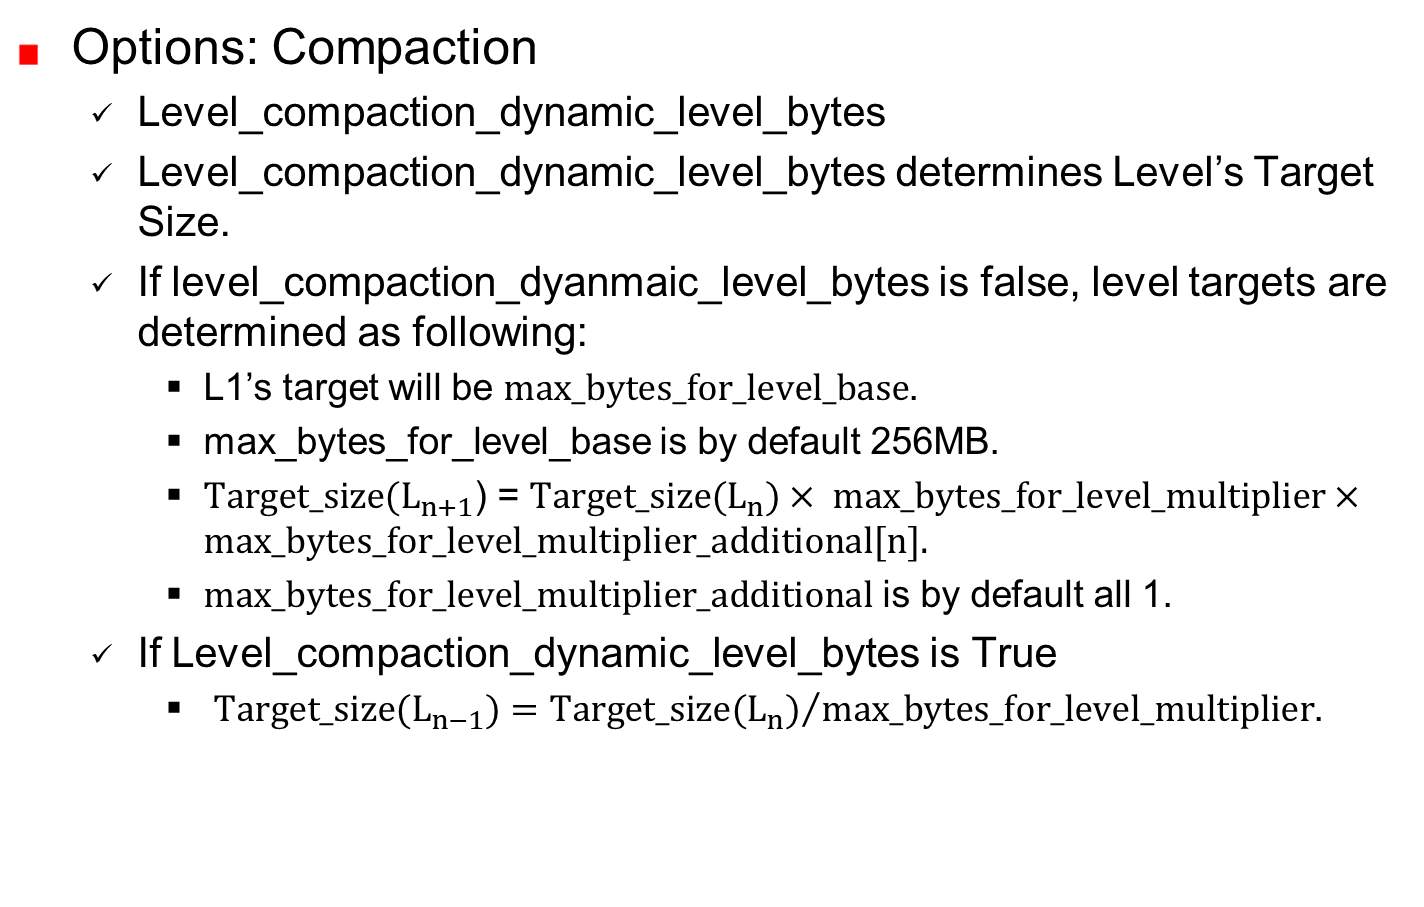 Options: Compaction
Level_compaction_dynamic_level_bytes
Level_compaction_dynamic_level_bytes determines Level’s Target
Size.
If level_compaction_dyanmaic_level_bytes is false, level targets are
determined as following:
L1’s target will be max_bytes_for_level_base.
max_bytes_for_level_base is by default 256MB.
Target_size(Lₙ₊₁) = Target_size(Lₙ) × max_bytes_for_level_multiplier ×
max_bytes_for_level_multiplier_additional[n].
max_bytes_for_level_multiplier_additional is by default all 1.
If Level_compaction_dynamic_level_bytes is True
Target_size(Lₙ₋₁) = Target_size(Lₙ)/max_bytes_for_level_multiplier.